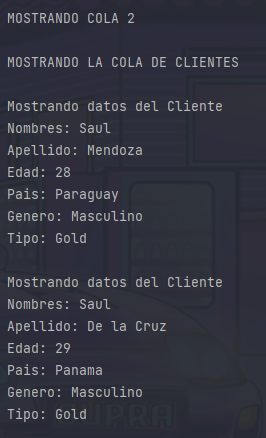 MOSTRANDO COLA 2
MOSTRANDO LA COLA DE CLIENTES
Mostrando datos del Cliente
Nombres: Saul
Apellido: Mendoza
Edad: 28
Pais: Paraguay
Genero: Masculino
Tipo: Gold
Mostrando datos del Cliente
Nombres: Saul
Apellido: De la Cruz
Edad: 29
Pais: Panama
Genero: Masculino
Tipo: Gold